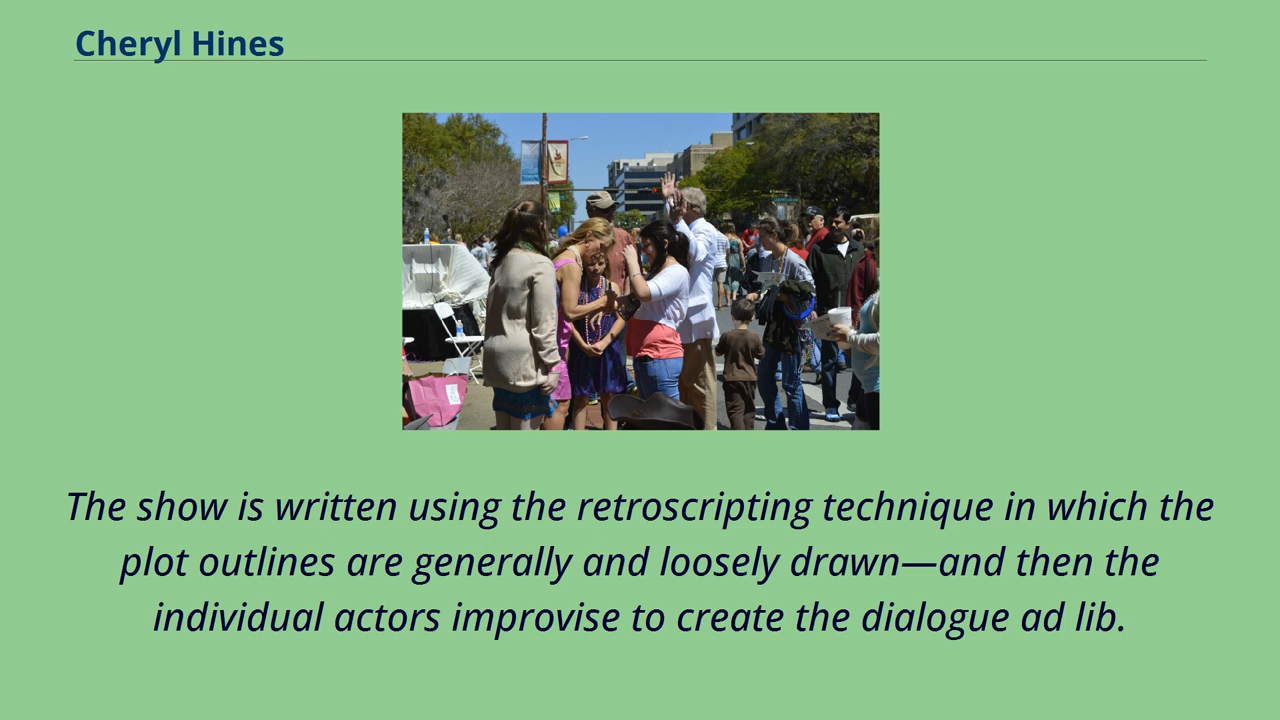 Cheryl Hines
The show is written using the retroscripting technique in which the
plot outlines are generally and loosely drawn—and then the
individual actors improvise to create the dialogue ad lib.